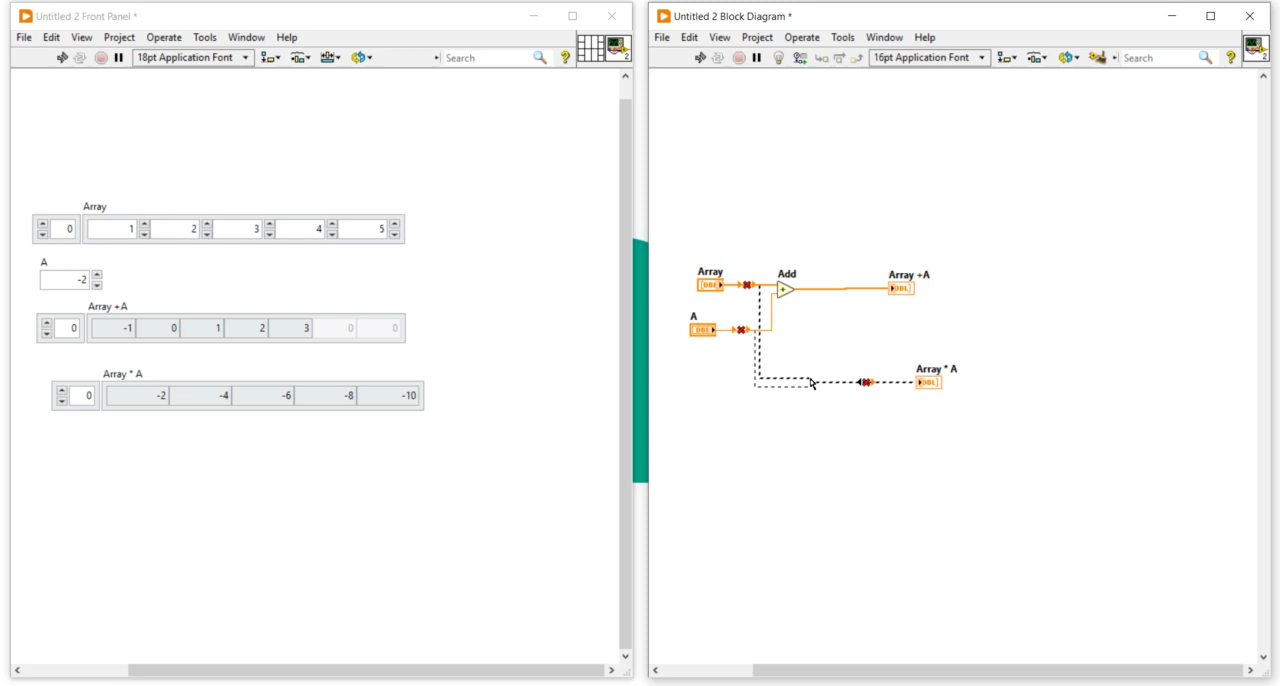 Untitled 2 Front Panel *
File Edit View Project Operate Tools Window Help
18pt Application Font Search ? 2
Array
0 1 2 3 4 5
A
-2
Array +A
0 -1 0 1 2 3 0 0
Array * A
0 -2 -4 -6 -8 -10
Untitled 2 Block Diagram *
File Edit View Project Operate Tools Window Help
16pt Application Font Search ? 2
Array Add Array +A
DBL + DBL
A
DBL
Array * A
DBL